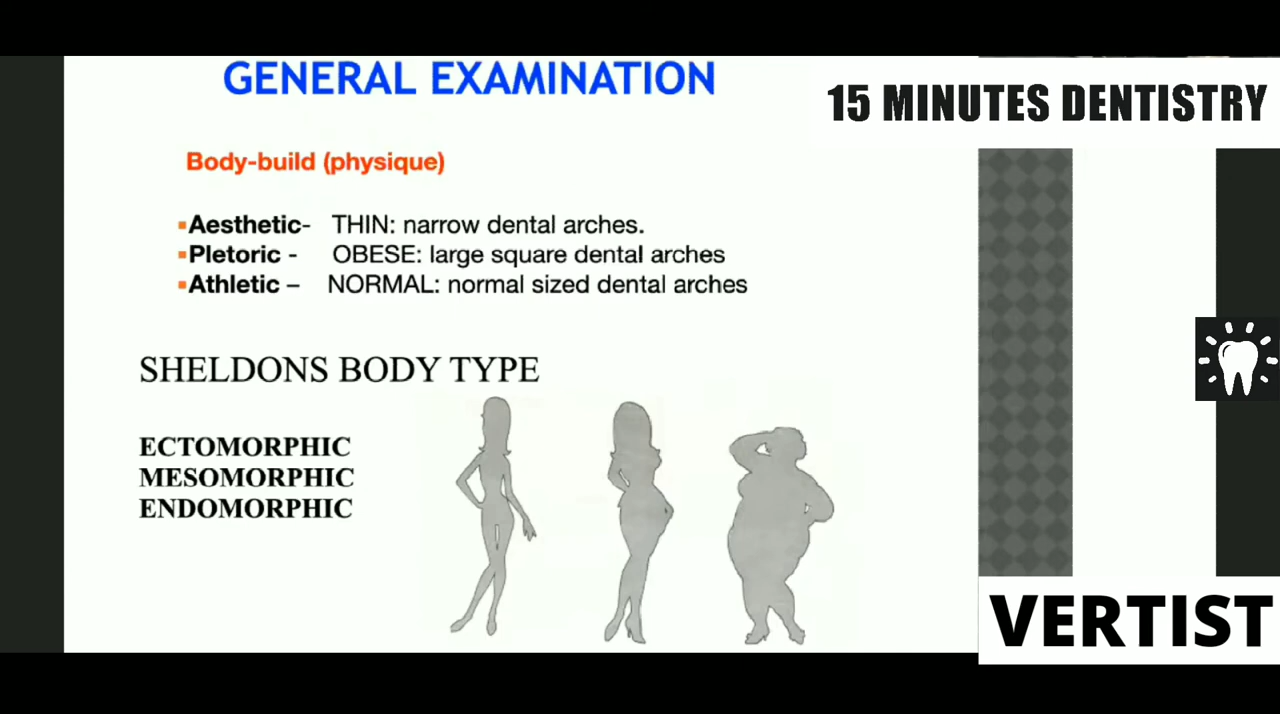 GENERAL EXAMINATION
15 MINUTES DENTISTRY
Body-build (physique)
▪Aesthetic- THIN: narrow dental arches.
▪Pletoric - OBESE: large square dental arches
▪Athletic – NORMAL: normal sized dental arches
SHELDONS BODY TYPE
ECTOMORPHIC
MESOMORPHIC
ENDOMORPHIC
VERTIST